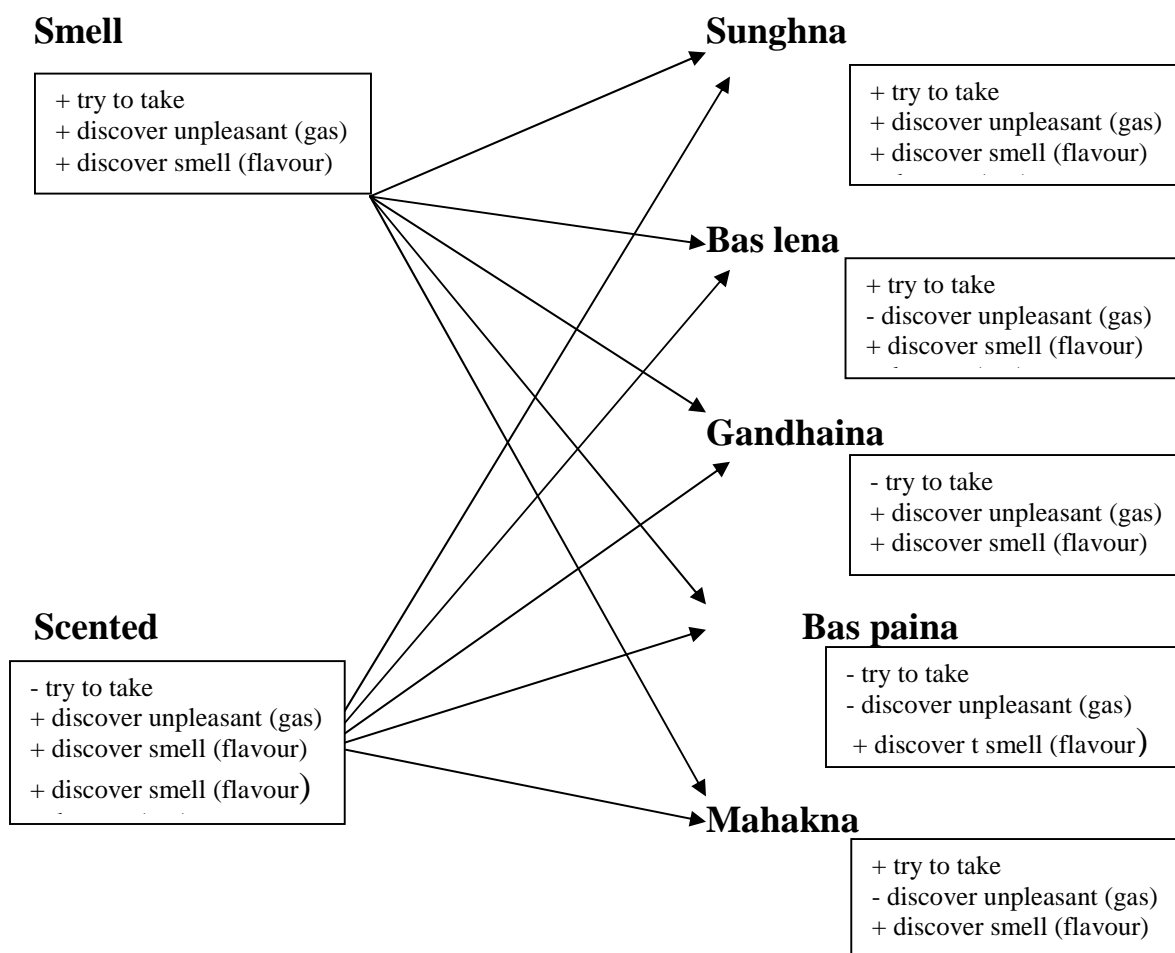 Smell
+ try to take
+ discover unpleasant (gas)
+ discover smell (flavour)
Scented
- try to take
+ discover unpleasant (gas)
+ discover smell (flavour)
+ discover smell (flavour)
Sunghna
+ try to take
+ discover unpleasant (gas)
+ discover smell (flavour)
Bas lena
+ try to take
- discover unpleasant (gas)
+ discover smell (flavour)
Gandhaina
- try to take
+ discover unpleasant (gas)
+ discover smell (flavour)
Bas paina
- try to take
- discover unpleasant (gas)
+ discover t smell (flavour)
Mahakna
+ try to take
- discover unpleasant (gas)
+ discover smell (flavour)